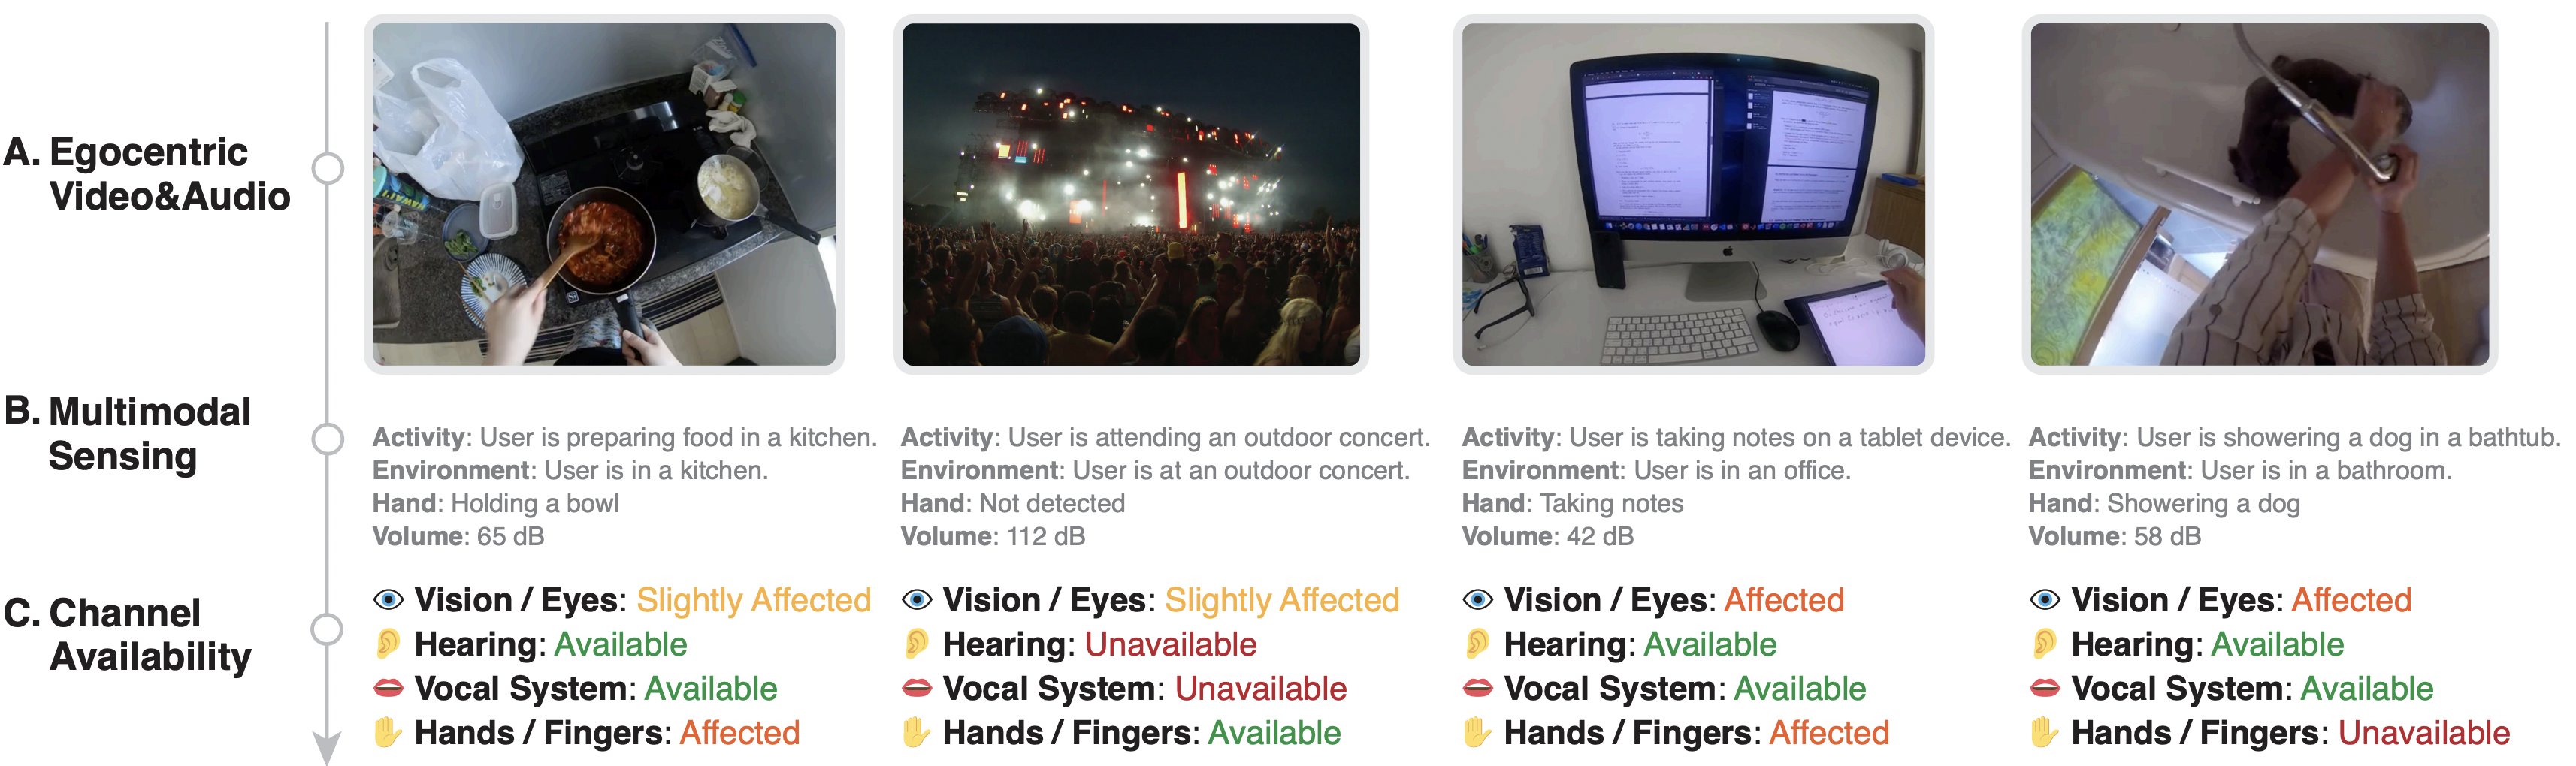 A. Egocentric
Video&Audio
B. Multimodal
Sensing
Activity: User is preparing food in a kitchen.
Environment: User is in a kitchen.
Hand: Holding a bowl
Volume: 65 dB
Activity: User is attending an outdoor concert.
Environment: User is at an outdoor concert.
Hand: Not detected
Volume: 112 dB
Activity: User is taking notes on a tablet device.
Environment: User is in an office.
Hand: Taking notes
Volume: 42 dB
Activity: User is showering a dog in a bathtub.
Environment: User is in a bathroom.
Hand: Showering a dog
Volume: 58 dB
C. Channel
Availability
Vision / Eyes: Slightly Affected
Hearing: Available
Vocal System: Available
Hands / Fingers: Affected
Vision / Eyes: Slightly Affected
Hearing: Unavailable
Vocal System: Unavailable
Hands / Fingers: Available
Vision / Eyes: Affected
Hearing: Available
Vocal System: Available
Hands / Fingers: Affected
Vision / Eyes: Affected
Hearing: Available
Vocal System: Available
Hands / Fingers: Unavailable